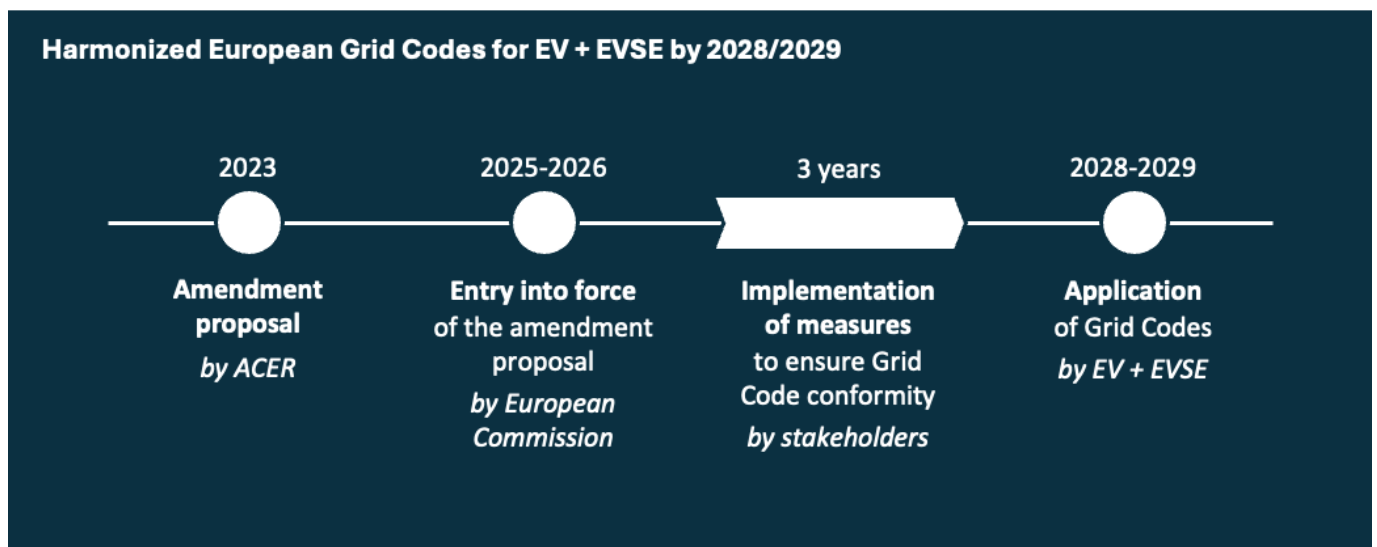 Harmonized European Grid Codes for EV + EVSE by 2028/2029
2023
Amendment
proposal
by ACER
2025-2026
Entry into force
of the amendment
proposal
by European
Commission
3 years
Implementation
of measures
to ensure Grid
Code conformity
by stakeholders
2028-2029
Application
of Grid Codes
by EV + EVSE